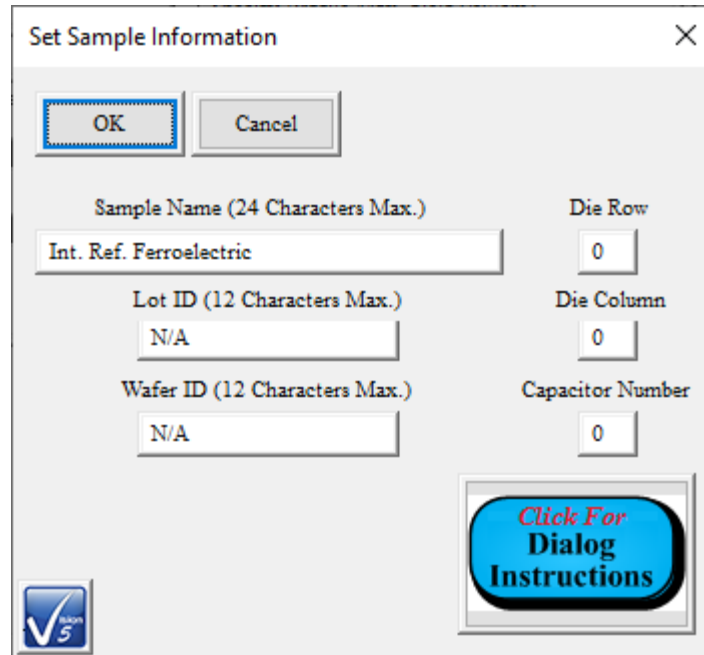 Set Sample Information
OK Cancel
Sample Name (24 Characters Max.) Die Row
Int. Ref. Ferroelectric 0
Lot ID (12 Characters Max.) Die Column
N/A 0
Wafer ID (12 Characters Max.) Capacitor Number
N/A 0
Click For
Dialog
Instructions
Vision
5